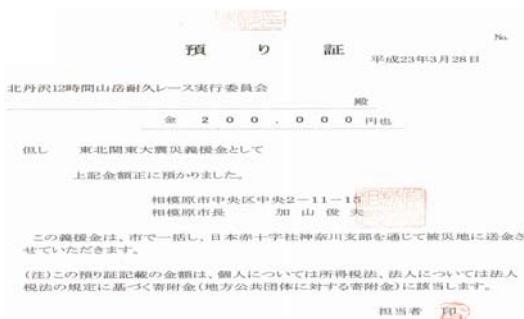 No.
預り証
平成23年3月28日
北丹沢12時間山岳耐久レース実行委員会
殿
金 200,000円也
但し 東北関東大震災義援金として
上記金額正に預かりました。
相模原市中央区中央2-11-15
相模原市長 加山俊夫
この義援金は、市で一括し、日本赤十字社神奈川支部を通じて被災地に送金さ
せていただきます。
(注)この預り証記載の金額は、個人については所得税法、法人については法人
税法の規定に基づく寄附金(地方公共団体に対する寄附金)に該当します。
担当者 印